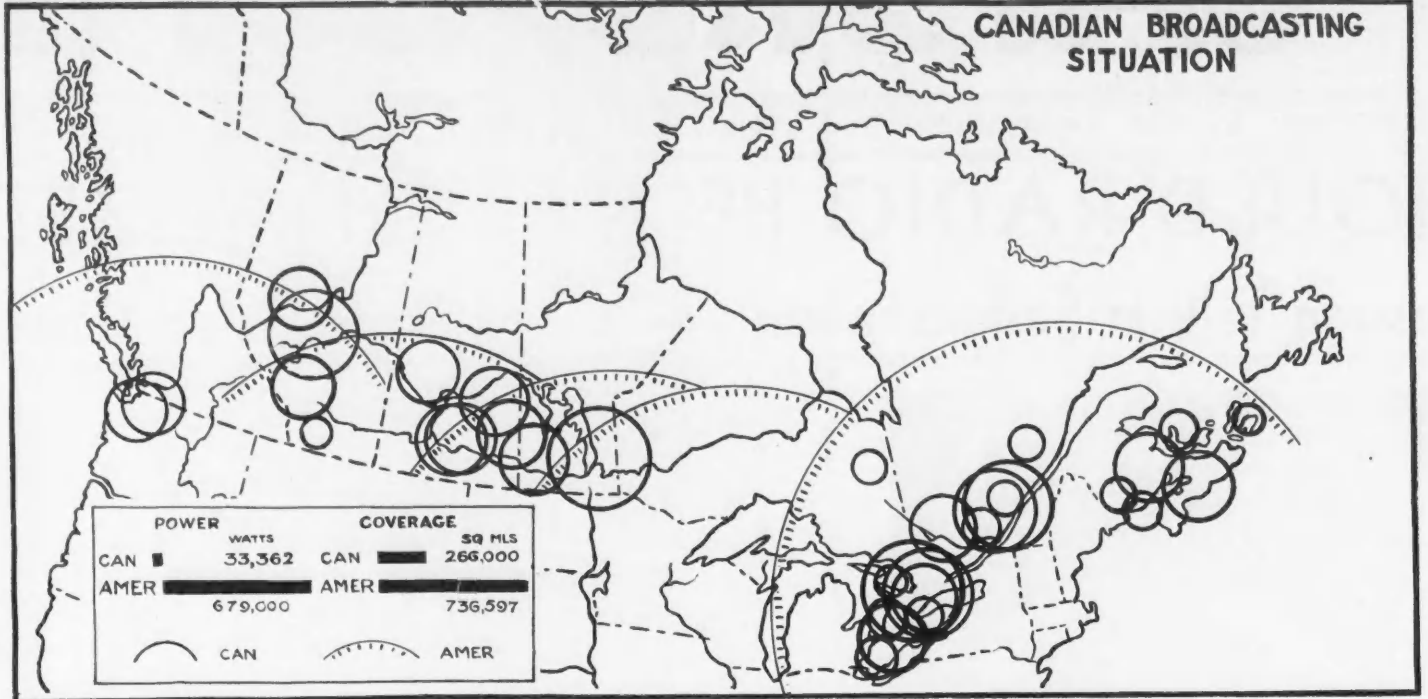 CANADIAN BROADCASTING
SITUATION
POWER COVERAGE
WATTS SQ MLS
CAN 33,362 CAN 266,000
AMER AMER
679,000 736,597
CAN AMER